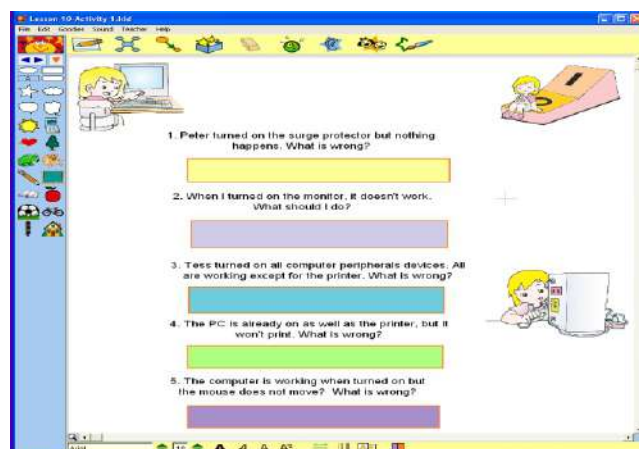 Lesson 10-Activity 1.kid
File Edit Goodies Sound Teacher Help
1. Peter turned on the surge protector but nothing
happens. What is wrong?
2. When I turned on the monitor, it doesn't work.
What should I do?
3. Tess turned on all computer peripherals devices. All
are working except for the printer. What is wrong?
4. The PC is already on as well as the printer, but it
won't print. What is wrong?
5. The computer is working when turned on but
the mouse does not move? What is wrong?